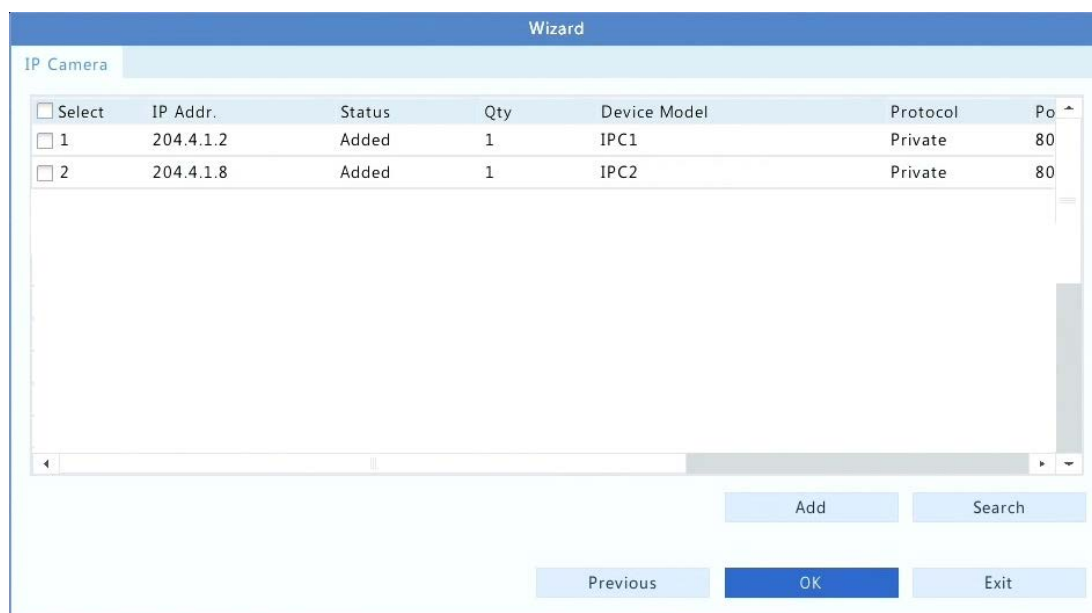 Wizard
IP Camera
Select IP Addr. Status Qty Device Model Protocol Po
1 204.4.1.2 Added 1 IPC1 Private 80
2 204.4.1.8 Added 1 IPC2 Private 80
Add Search
Previous OK Exit